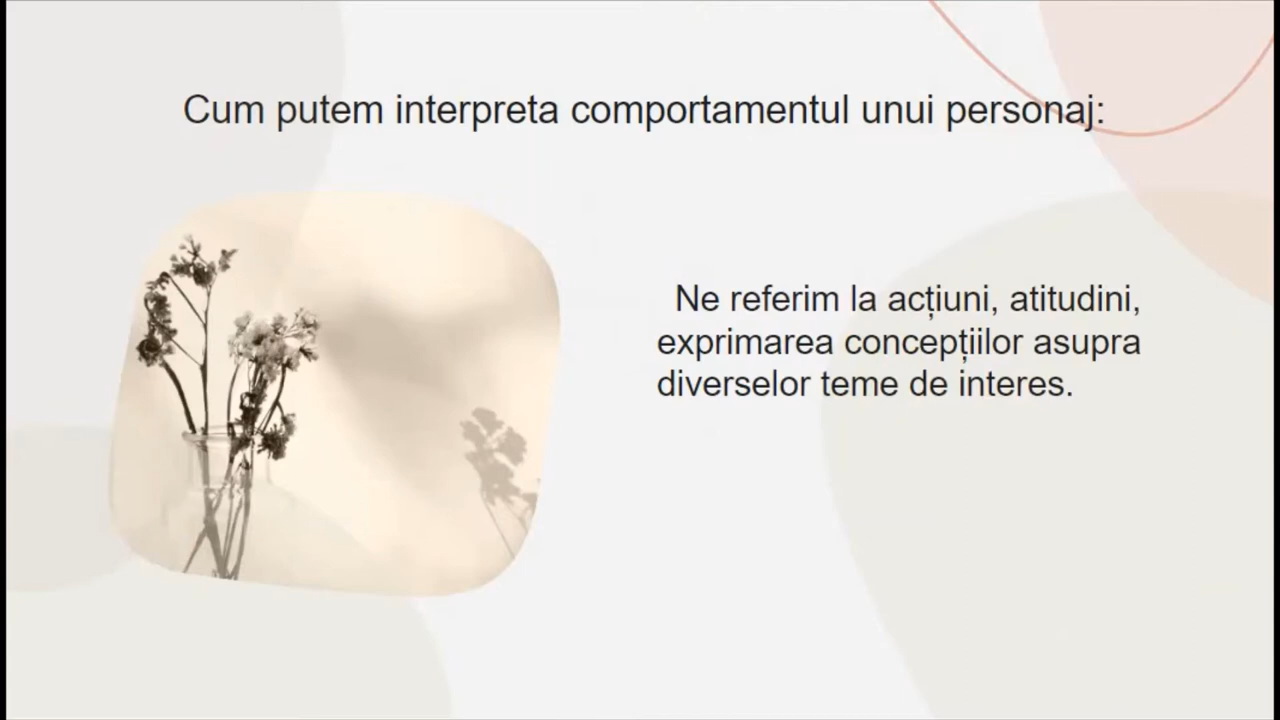 Cum putem interpreta comportamentul unui personaj:
Ne referim la acțiuni, atitudini,
exprimarea concepțiilor asupra
diverselor teme de interes.